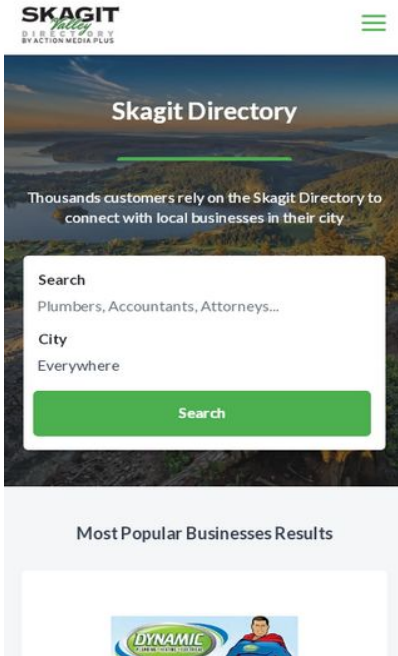 SKAGIT
Valley
DIRECTORY
BY ACTION MEDIA PLUS
Skagit Directory
Thousands customers rely on the Skagit Directory to
connect with local businesses in their city
Search
Plumbers, Accountants, Attorneys...
City
Everywhere
Search
Most Popular Businesses Results
DYNAMIC